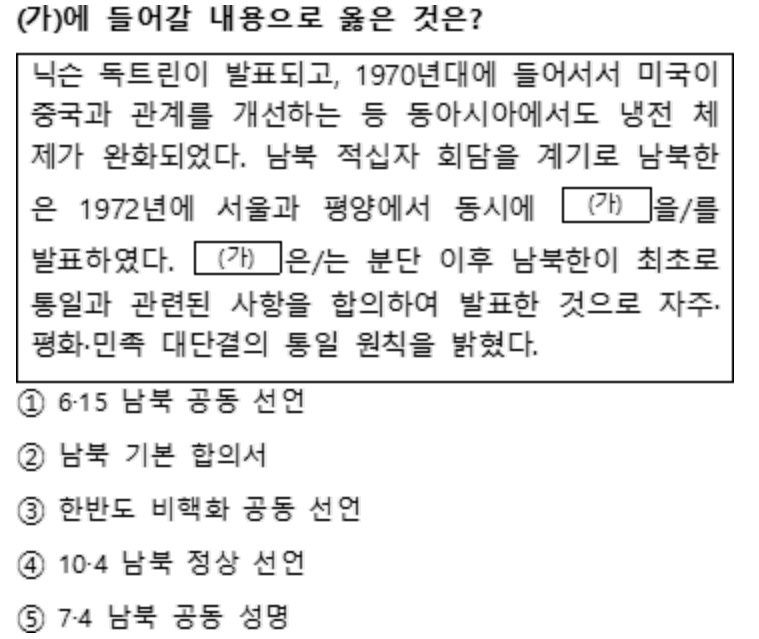 (가)에 들어갈 내용으로 옳은 것은?
닉슨 독트린이 발표되고, 1970년대에 들어서서 미국이
중국과 관계를 개선하는 등 동아시아에서도 냉전 체
제가 완화되었다. 남북 적십자 회담을 계기로 남북한
은 1972년에 서울과 평양에서 동시에 (가) 을/를
발표하였다. (가) 은/는 분단 이후 남북한이 최초로
통일과 관련된 사항을 합의하여 발표한 것으로 자주·
평화·민족 대단결의 통일 원칙을 밝혔다.
① 6·15 남북 공동 선언
② 남북 기본 합의서
③ 한반도 비핵화 공동 선언
④ 10·4 남북 정상 선언
⑤ 7·4 남북 공동 성명